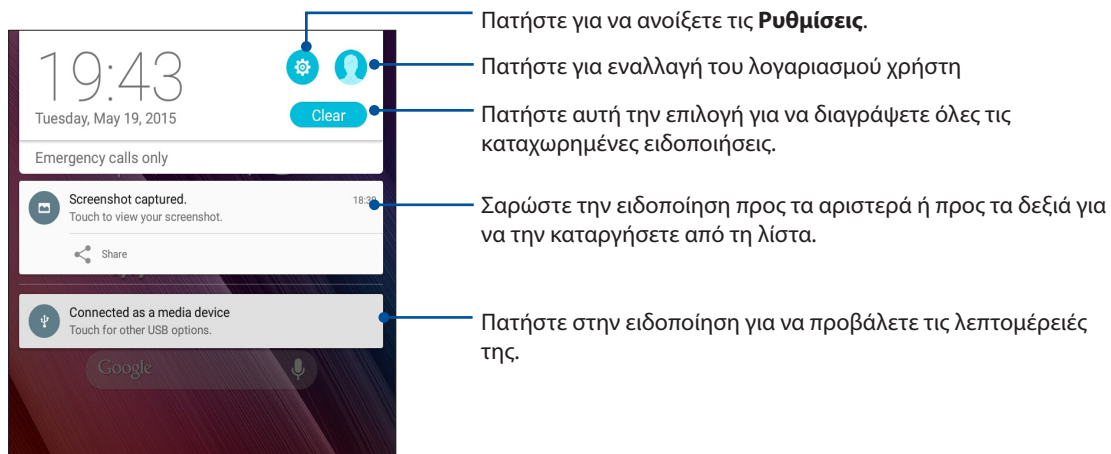 Πατήστε για να ανοίξετε τις Ρυθμίσεις.
19:43
Πατήστε για εναλλαγή του λογαριασμού χρήστη
Tuesday, May 19, 2015
Clear
Πατήστε αυτή την επιλογή για να διαγράψετε όλες τις
καταχωρημένες ειδοποιήσεις.
Emergency calls only
Screenshot captured.
Touch to view your screenshot.
Share
Σαρώστε την ειδοποίηση προς τα αριστερά ή προς τα δεξιά για
να την καταργήσετε από τη λίστα.
Connected as a media device
Touch for other USB options.
Πατήστε στην ειδοποίηση για να προβάλετε τις λεπτομέρειές
της.
Google